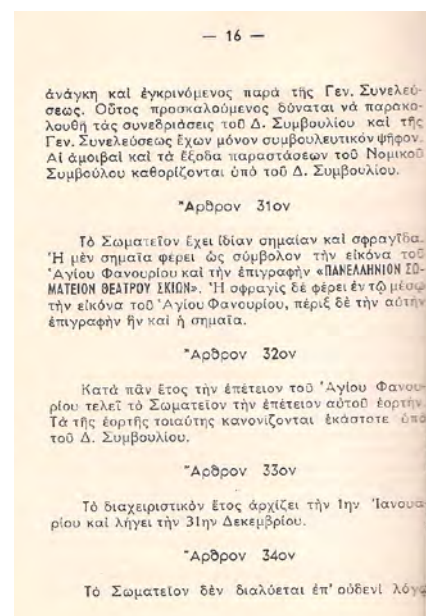 — 16 —
ἀνάγκη καὶ ἐγκρινόμενος παρὰ τῆς Γεν. Συνελεύ-
σεως. Οὗτος προσκαλούμενος δύναται νὰ παρακο-
λουθῇ τὰς συνεδριάσεις τοῦ Δ. Συμβουλίου καὶ τῆς
Γεν. Συνελεύσεως ἔχων μόνον συμβουλευτικὸν ψῆφον.
Αἱ ἀμοιβαὶ καὶ τὰ ἔξοδα παραστάσεων τοῦ Νομικοῦ
Συμβούλου καθορίζονται ὑπὸ τοῦ Δ. Συμβουλίου.
Ἄρθρον 31ον
Τὸ Σωματεῖον ἔχει ἰδίαν σημαίαν καὶ σφραγῖδα.
Ἡ μὲν σημαῖα φέρει ὡς σύμβολον τὴν εἰκόνα τοῦ
Ἁγίου Φανουρίου καὶ τὴν ἐπιγραφὴν «ΠΑΝΕΛΛΗΝΙΟΝ ΣΩ-
ΜΑΤΕΙΟΝ ΘΕΑΤΡΟΥ ΣΚΙΩΝ». Ἡ σφραγὶς δὲ φέρει ἐν τῷ μέσῳ
τὴν εἰκόνα τοῦ Ἁγίου Φανουρίου, πέριξ δὲ τὴν αὐτὴν
ἐπιγραφὴν ἣν καὶ ἡ σημαῖα.
Ἄρθρον 32ον
Κατὰ πᾶν ἔτος τὴν ἐπέτειον τοῦ Ἁγίου Φανου-
ρίου τελεῖ τὸ Σωματεῖον τὴν ἐπέτειον αὐτοῦ ἑορτήν.
Τὰ τῆς ἑορτῆς τοιαύτης κανονίζονται ἑκάστοτε ὑπὸ
τοῦ Δ. Συμβουλίου.
Ἄρθρον 33ον
Τὸ διαχειριστικὸν ἔτος ἀρχίζει τὴν 1ην Ἰανουα
ρίου καὶ λήγει τὴν 31ην Δεκεμβρίου.
Ἄρθρον 34ον
Τὸ Σωματεῖον δὲν διαλύεται ἐπ' οὐδενὶ λόγῳ